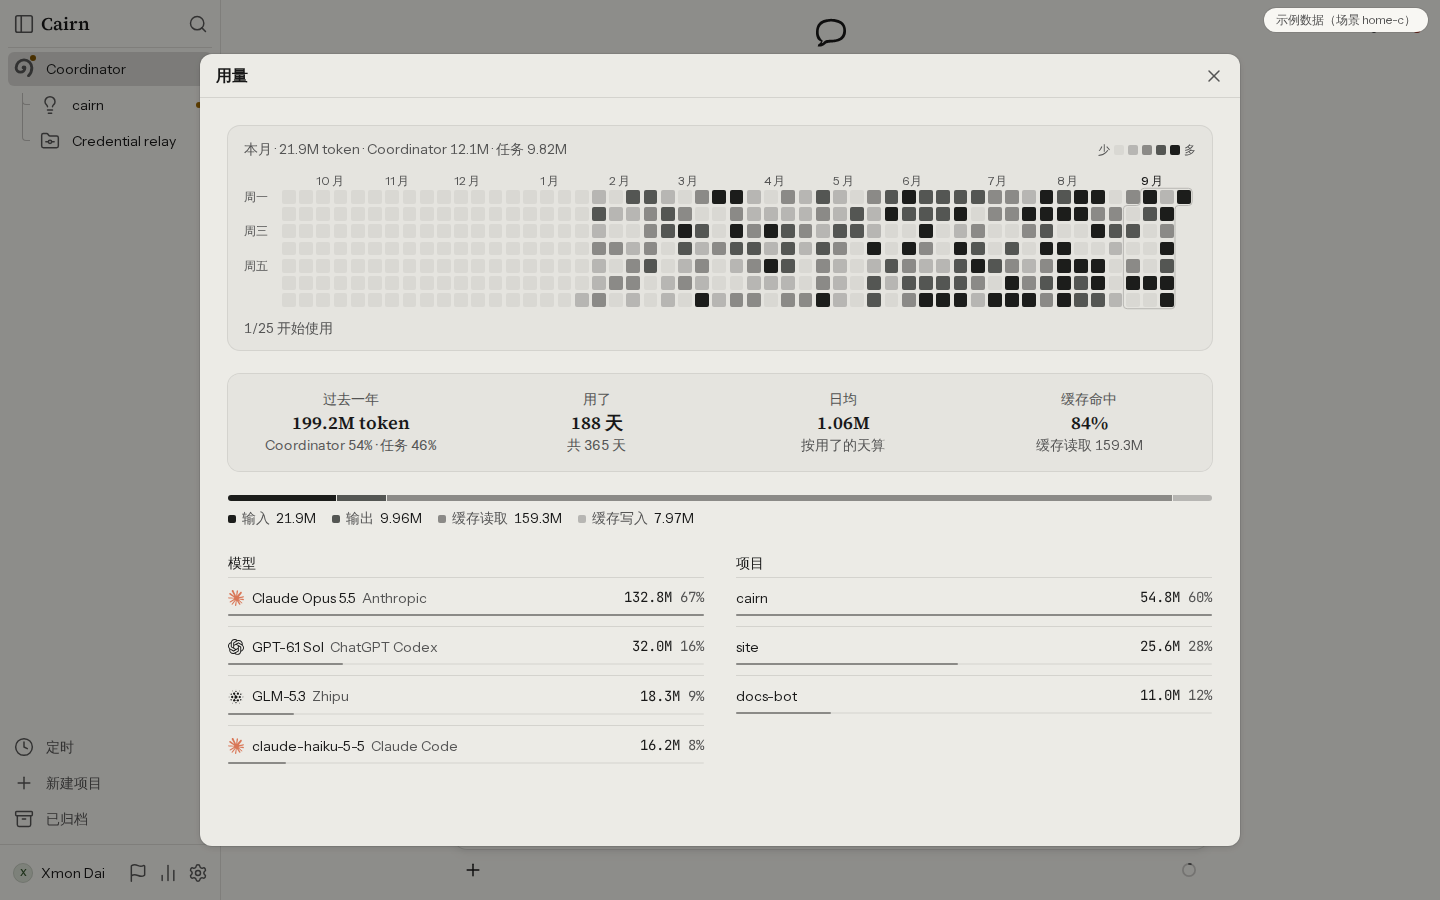 Cairn
示例数据（场景 home-c）
Coordinator
cairn
Credential relay
定时
新建项目
已归档
X Xmon Dai
用量
本月 · 21.9M token · Coordinator 12.1M · 任务 9.82M
少 多
10月 11月 12月 1月 2月 3月 4月 5月 6月 7月 8月 9月
周一
周三
周五
1/25 开始使用
过去一年 用了 日均 缓存命中
199.2M token 188 天 1.06M 84%
Coordinator 54% · 任务 46% 共 365 天 按用了的天算 缓存读取 159.3M
输入 21.9M 输出 9.96M 缓存读取 159.3M 缓存写入 7.97M
模型
Claude Opus 5.5 Anthropic 132.8M 67%
GPT-6.1 Sol ChatGPT Codex 32.0M 16%
GLM-5.3 Zhipu 18.3M 9%
claude-haiku-5-5 Claude Code 16.2M 8%
项目
cairn 54.8M 60%
site 25.6M 28%
docs-bot 11.0M 12%